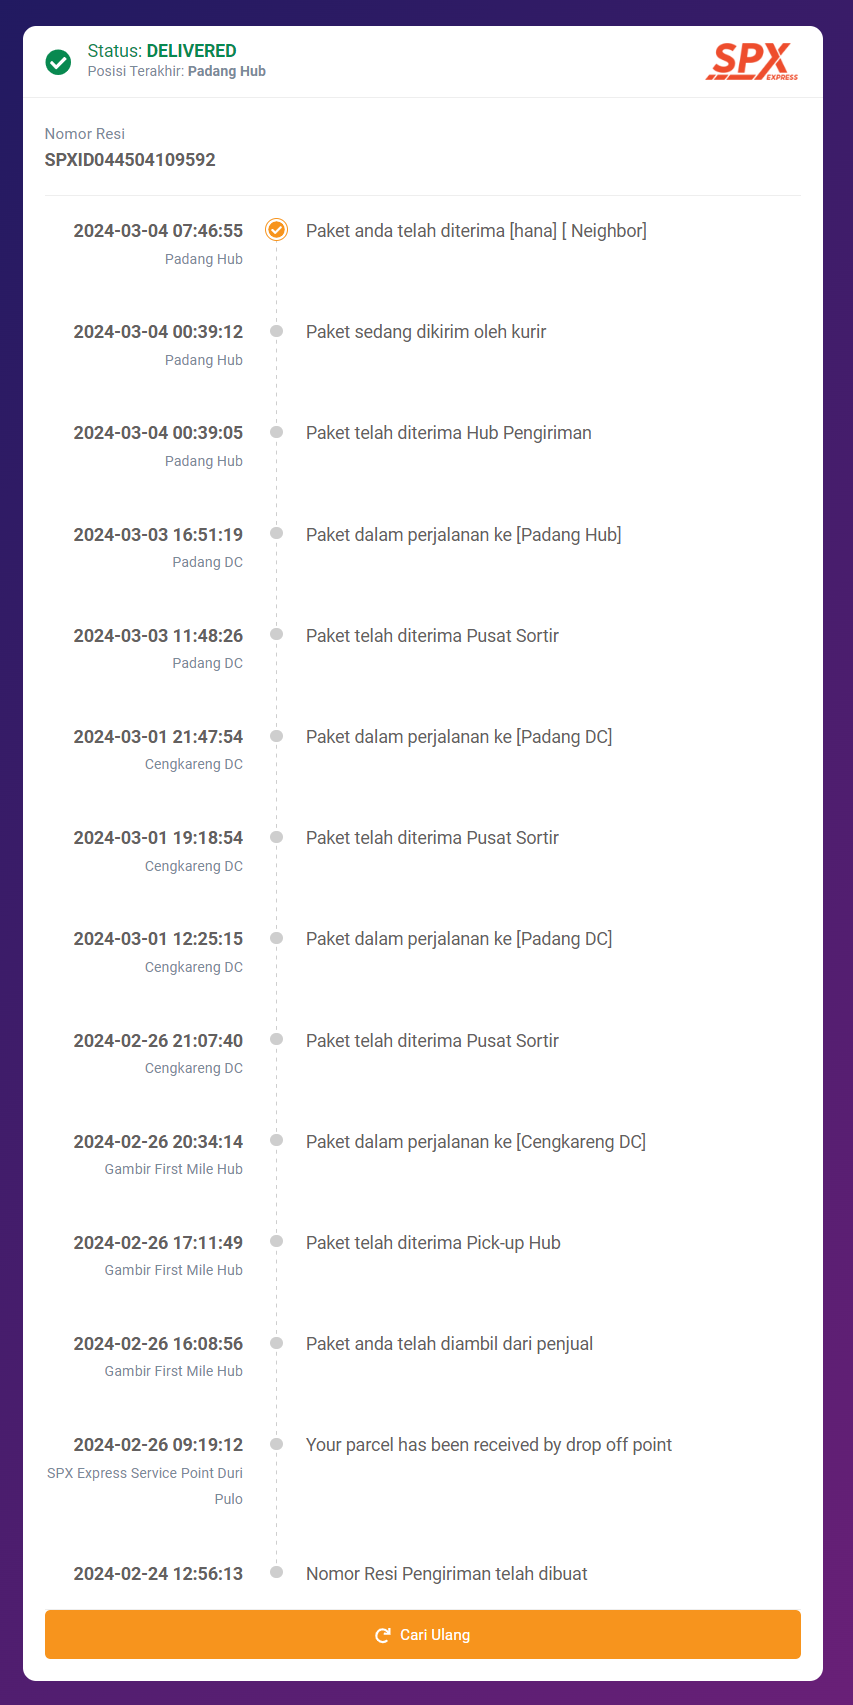 Status: DELIVERED
Posisi Terakhir: Padang Hub
SPX
EXPRESS
Nomor Resi
SPXID044504109592
2024-03-04 07:46:55
Padang Hub
Paket anda telah diterima [hana] [ Neighbor]
2024-03-04 00:39:12
Padang Hub
Paket sedang dikirim oleh kurir
2024-03-04 00:39:05
Padang Hub
Paket telah diterima Hub Pengiriman
2024-03-03 16:51:19
Padang DC
Paket dalam perjalanan ke [Padang Hub]
2024-03-03 11:48:26
Padang DC
Paket telah diterima Pusat Sortir
2024-03-01 21:47:54
Cengkareng DC
Paket dalam perjalanan ke [Padang DC]
2024-03-01 19:18:54
Cengkareng DC
Paket telah diterima Pusat Sortir
2024-03-01 12:25:15
Cengkareng DC
Paket dalam perjalanan ke [Padang DC]
2024-02-26 21:07:40
Cengkareng DC
Paket telah diterima Pusat Sortir
2024-02-26 20:34:14
Gambir First Mile Hub
Paket dalam perjalanan ke [Cengkareng DC]
2024-02-26 17:11:49
Gambir First Mile Hub
Paket telah diterima Pick-up Hub
2024-02-26 16:08:56
Gambir First Mile Hub
Paket anda telah diambil dari penjual
2024-02-26 09:19:12
SPX Express Service Point Duri
Pulo
Your parcel has been received by drop off point
2024-02-24 12:56:13
Nomor Resi Pengiriman telah dibuat
Cari Ulang